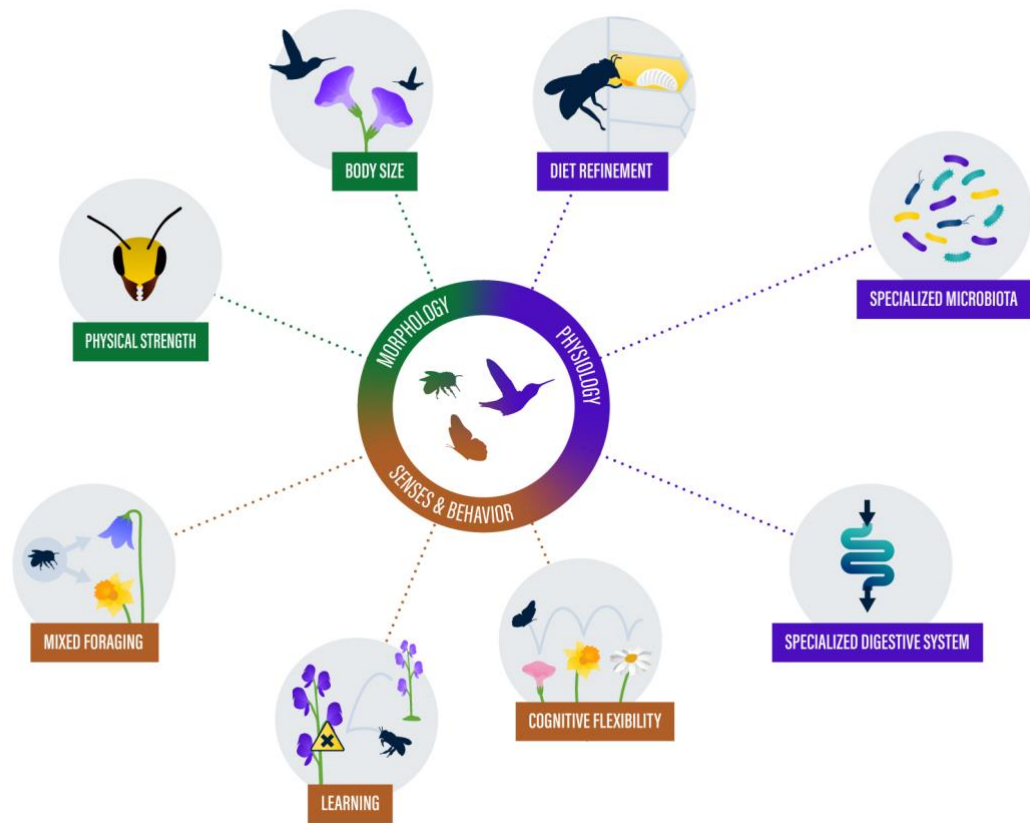 BODY SIZE
DIET REFINEMENT
PHYSICAL STRENGTH
SPECIALIZED MICROBIOTA
MORPHOLOGY
PHYSIOLOGY
SENSES & BEHAVIOR
MIXED FORAGING
SPECIALIZED DIGESTIVE SYSTEM
COGNITIVE FLEXIBILITY
LEARNING